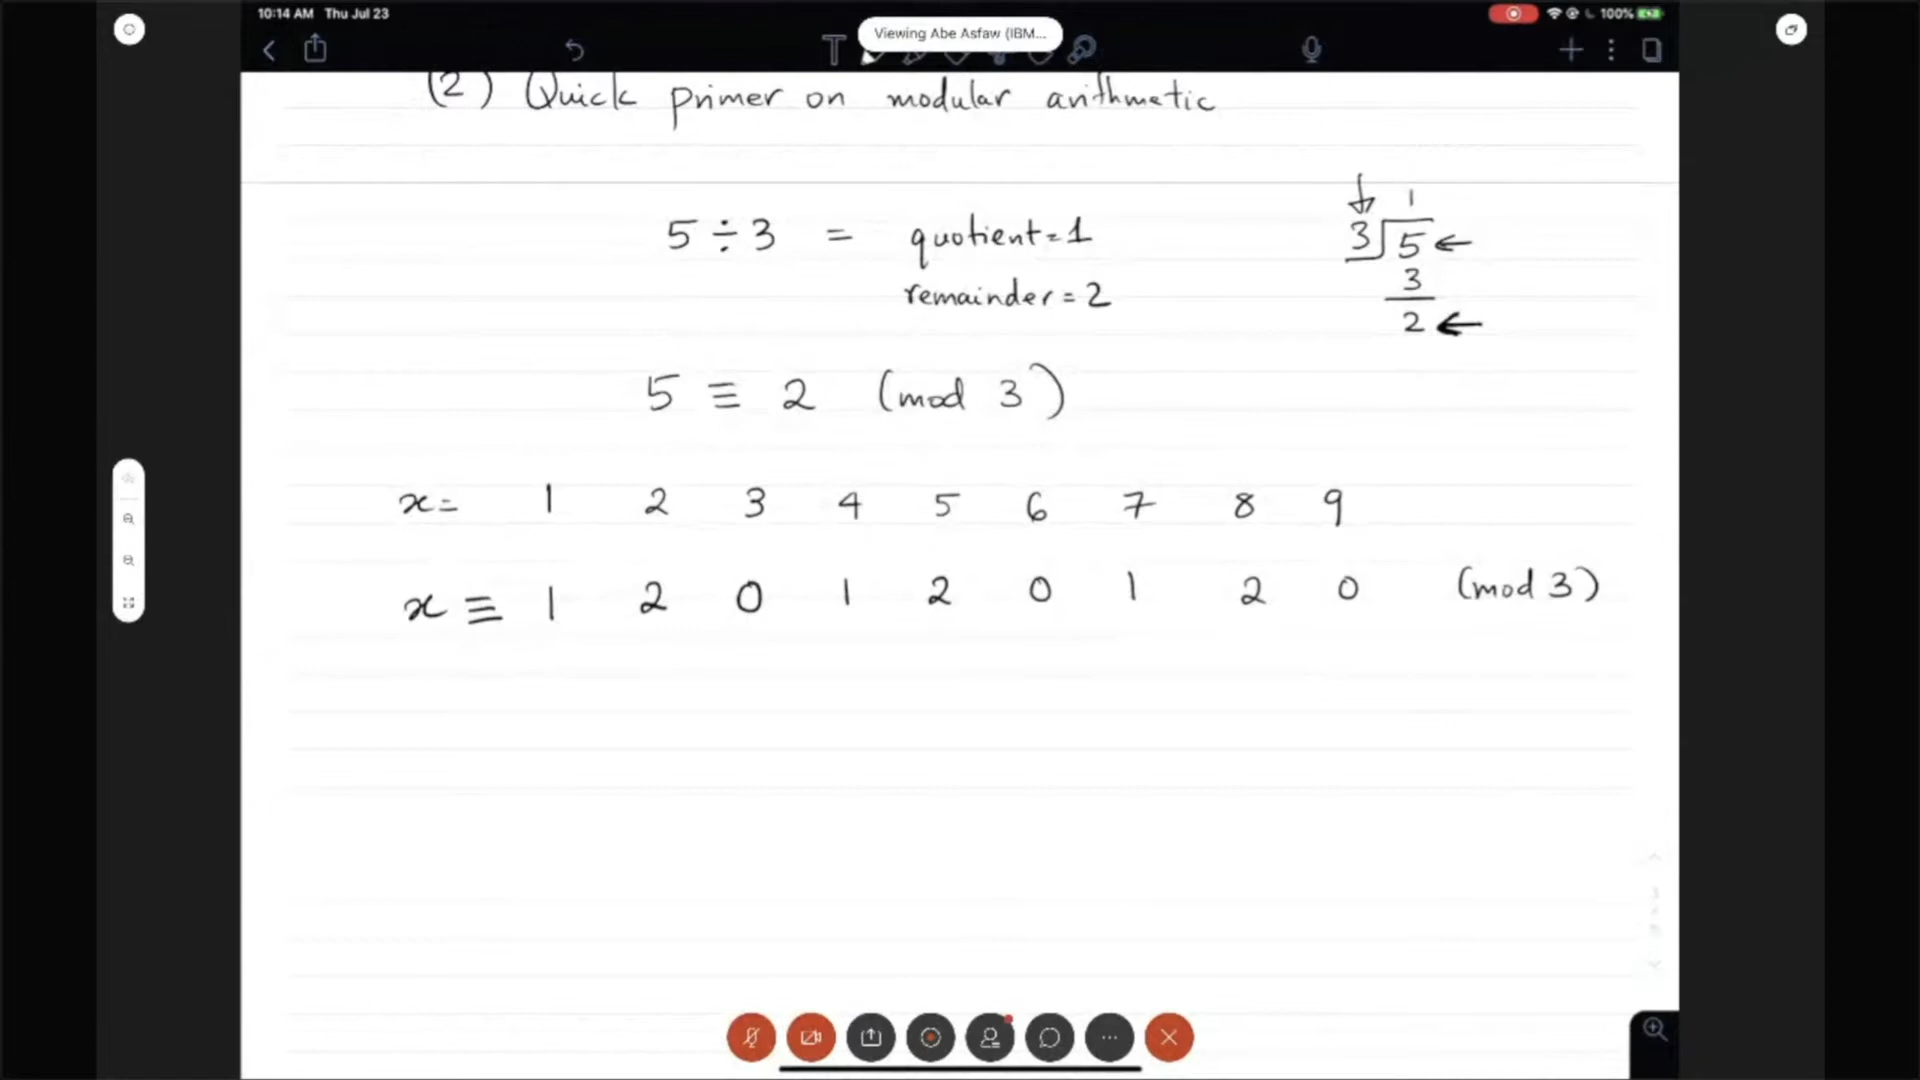 10:14 AM Thu Jul 23
100%
Viewing Abe Asfaw (IBM...
(2) Quick primer on modular arithmetic
5 ÷ 3 = quotient = 1
remainder = 2
1
3 5
3
2
5 ≡ 2 (mod 3)
x = 1 2 3 4 5 6 7 8 9
x ≡ 1 2 0 1 2 0 1 2 0 (mod 3)